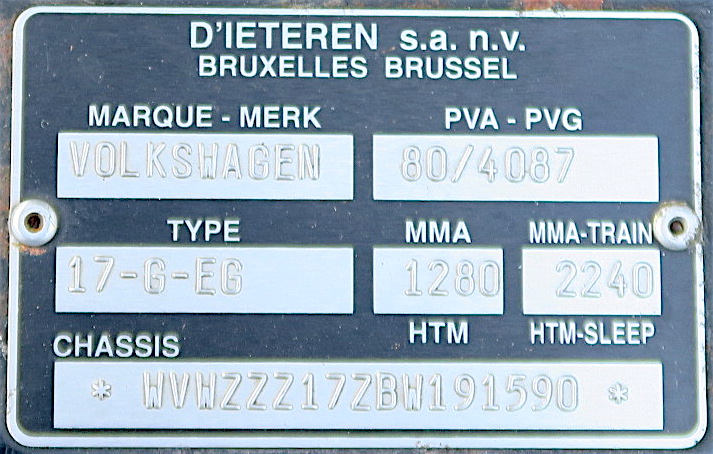 D'IETEREN s.a. n.v.
BRUXELLES BRUSSEL
MARQUE - MERK PVA - PVG
VOLKSWAGEN 80/4087
TYPE MMA MMA-TRAIN
17-G-EG 1280 2240
HTM HTM-SLEEP
CHASSIS
* WVWZZZ17ZBW191590 *